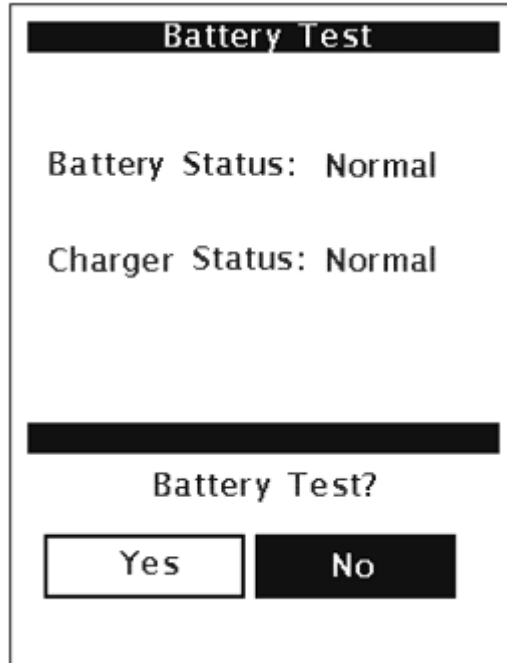 Battery Test
Battery Status: Normal
Charger Status: Normal
Battery Test?
Yes No